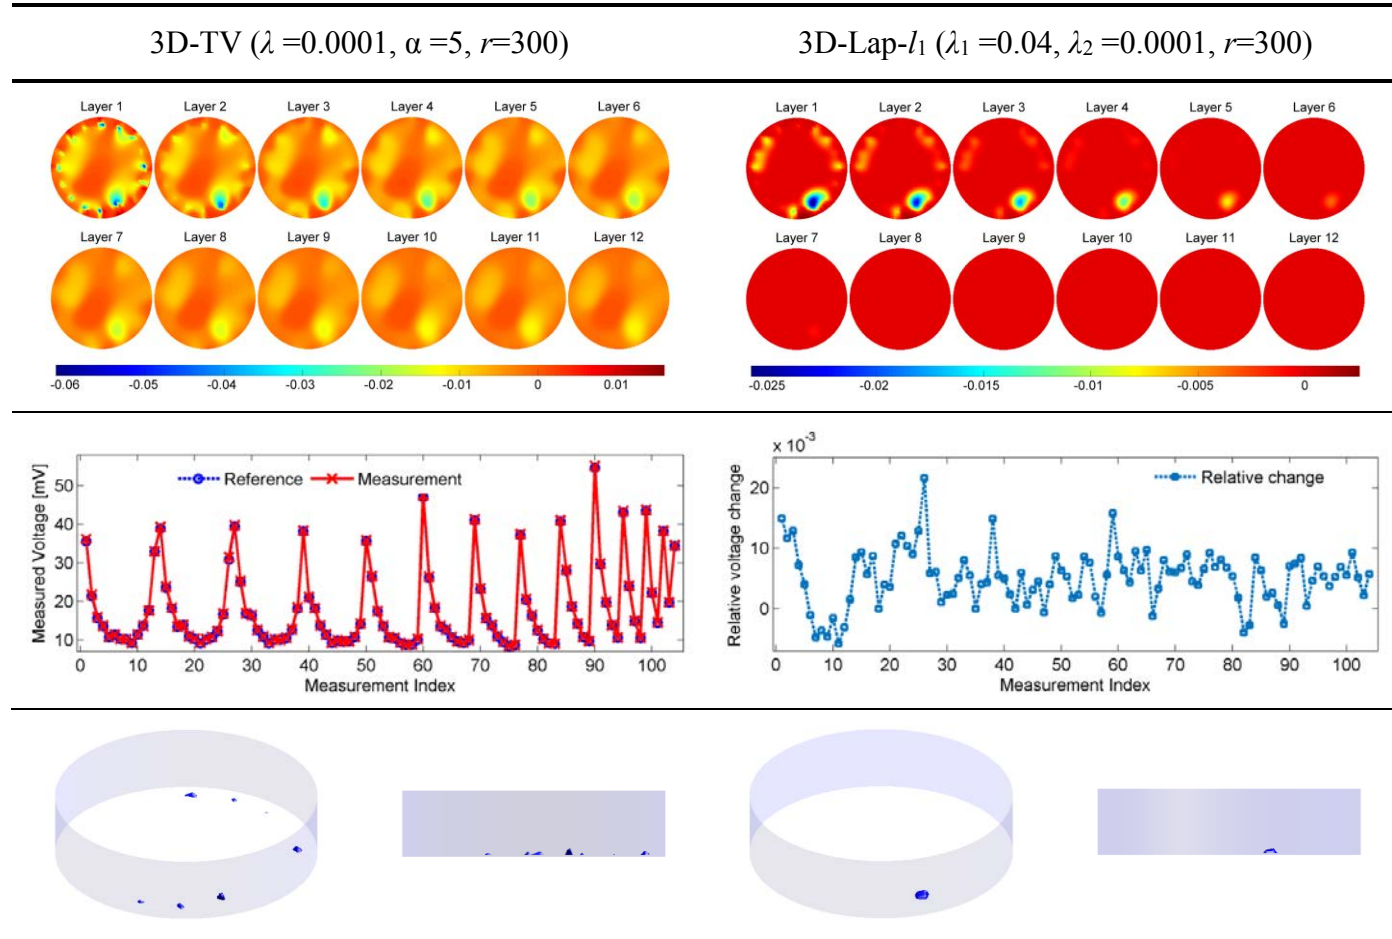 3D-TV (λ =0.0001, α =5, r=300)
3D-Lap-l₁ (λ₁ =0.04, λ₂ =0.0001, r=300)
Layer 1 Layer 2 Layer 3 Layer 4 Layer 5 Layer 6
Layer 7 Layer 8 Layer 9 Layer 10 Layer 11 Layer 12
-0.06 -0.05 -0.04 -0.03 -0.02 -0.01 0 0.01
Layer 1 Layer 2 Layer 3 Layer 4 Layer 5 Layer 6
Layer 7 Layer 8 Layer 9 Layer 10 Layer 11 Layer 12
-0.025 -0.02 -0.015 -0.01 -0.005 0
Measured Voltage [mV]
50
40
30
20
10
Reference Measurement
0 10 20 30 40 50 60 70 80 90 100
Measurement Index
x 10⁻³
Relative voltage change
20
10
0
Relative change
0 10 20 30 40 50 60 70 80 90 100
Measurement Index